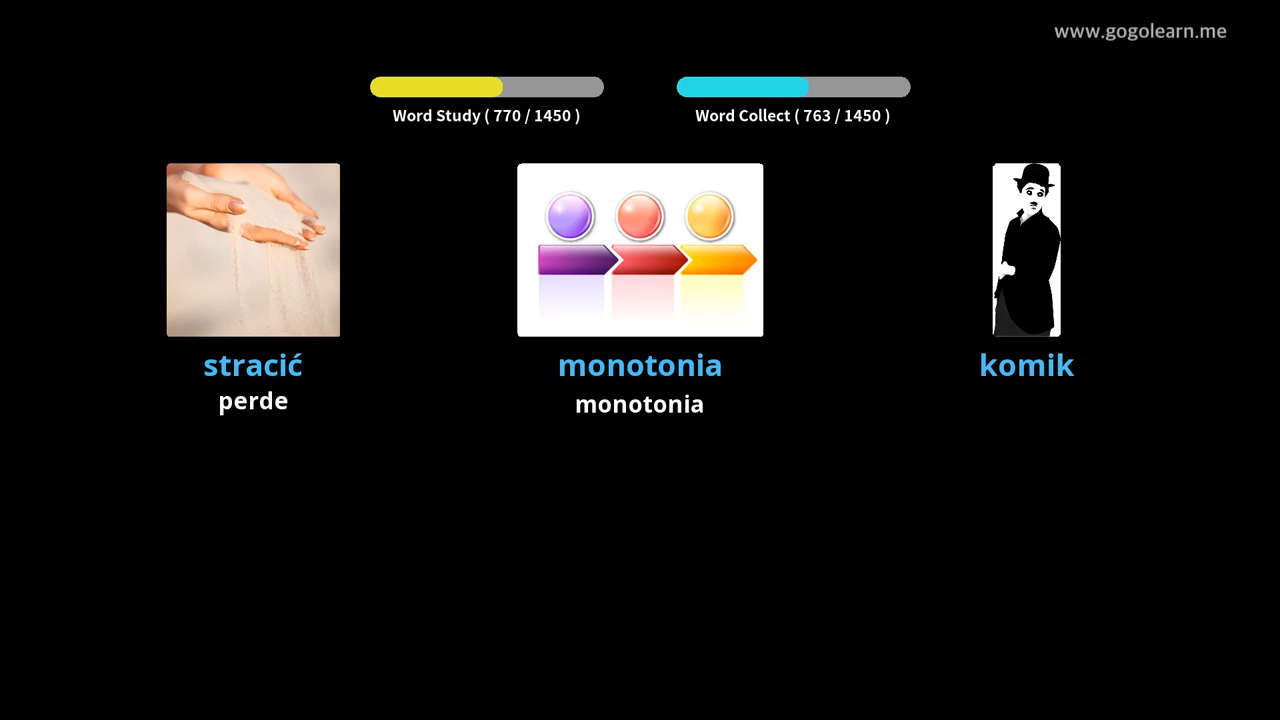 www.gogolearn.me
Word Study ( 770 / 1450 )
Word Collect ( 763 / 1450 )
stracić
perde
monotonia
monotonia
komik